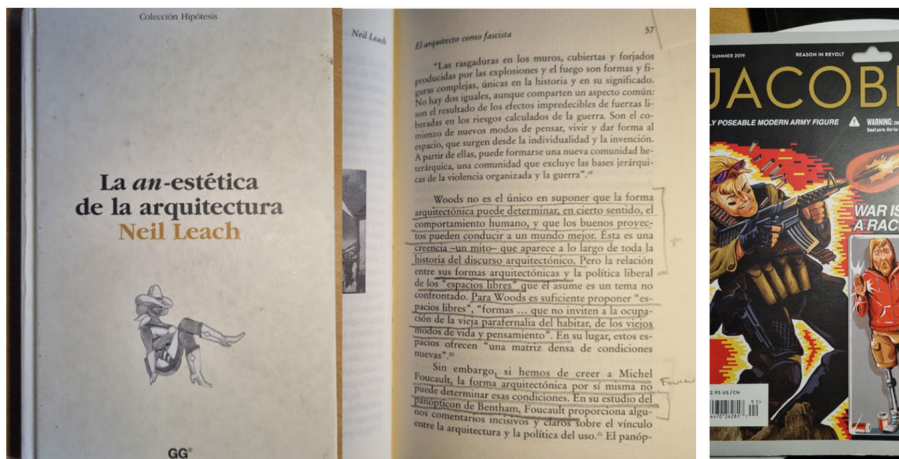 Colección Hipótesis
La an-estética
de la arquitectura
Neil Leach
GG®
Neil Leach
El arquitecto como fascista
57
“Las rasgaduras en los muros, cubiertas y forjados
producidas por las explosiones y el fuego son formas y fi-
guras complejas, únicas en la historia y en su significado.
No hay dos iguales, aunque comparten un aspecto común:
son el resultado de los efectos impredecibles de fuerzas li-
beradas en los riesgos calculados de la guerra. Son el co-
mienzo de nuevos modos de pensar, vivir y dar forma al
espacio, que surgen desde la individualidad y la invención.
A partir de ellas, puede formarse una nueva comunidad he-
terárquica, una comunidad que excluye las bases jerárqui-
cas de la violencia organizada y la guerra”.
Woods no es el único en suponer que la forma
arquitectónica puede determinar, en cierto sentido, el
comportamiento humano, y que los buenos proyec-
tos pueden conducir a un mundo mejor. Ésta es una
creencia –un mito– que aparece a lo largo de toda la
historia del discurso arquitectónico. Pero la relación
entre sus formas arquitectónicas y la política liberal
de los “espacios libres” que él asume es un tema no
confrontado. Para Woods es suficiente proponer “es-
pacios libres”, “formas ... que no inviten a la ocupa-
ción de la vieja parafernalia del habitar, de los viejos
modos de vida y pensamiento”. En su lugar, estos es-
pacios ofrecen “una matriz densa de condiciones
nuevas”.
Sin embargo, si hemos de creer a Michel
Foucault, la forma arquitectónica por sí misma no
puede determinar esas condiciones. En su estudio del
panópticon de Bentham, Foucault proporciona algu-
nos comentarios incisivos y claros sobre el vínculo
entre la arquitectura y la política del uso. El panóp-
SUMMER 2019
REASON IN REVOLT
JACOBI
LY POSEABLE MODERN ARMY FIGURE
WARNING:
WAR IS
A RAC
2.95 US/CN